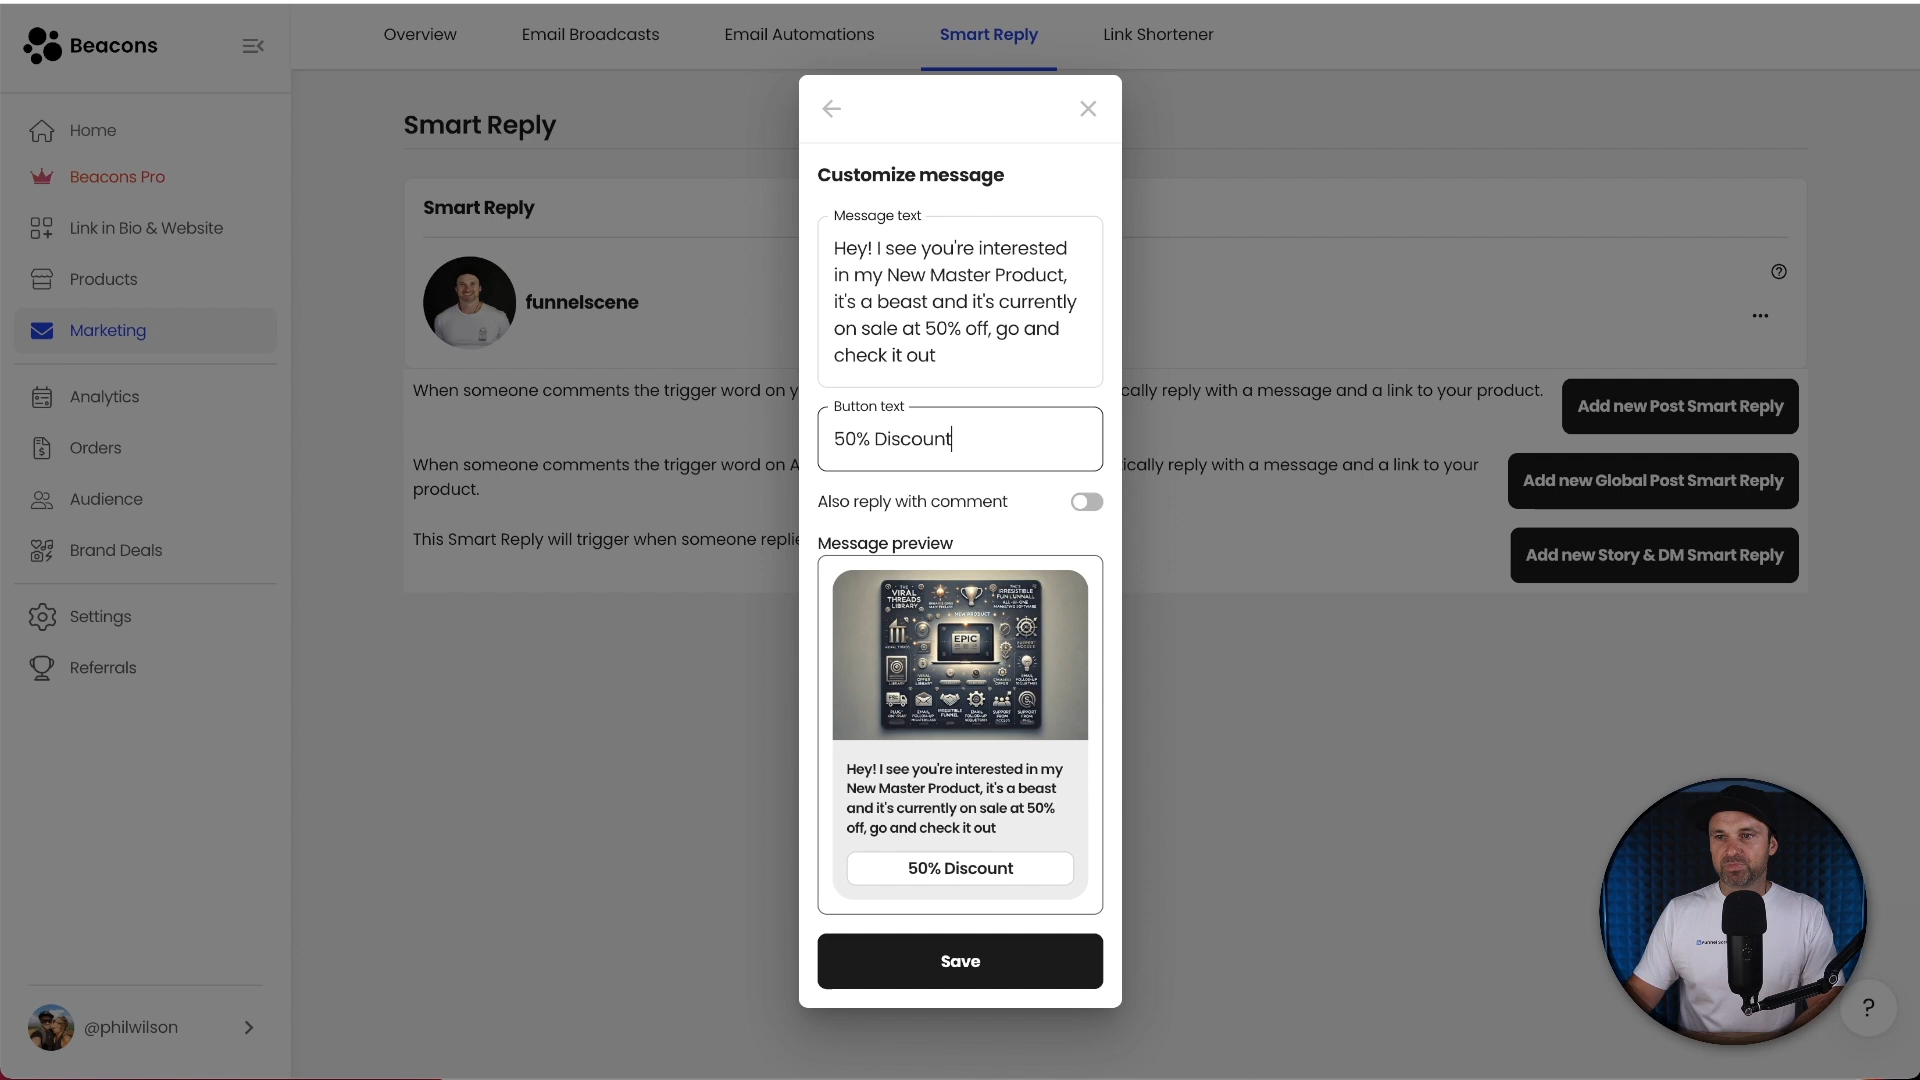 Beacons
Overview
Email Broadcasts
Email Automations
Smart Reply
Link Shortener
Home
Beacons Pro
Link in Bio & Website
Products
Marketing
Analytics
Orders
Audience
Brand Deals
Settings
Referrals
@philwilson
Smart Reply
Smart Reply
funnelscene
When someone comments the trigger word on y
cally reply with a message and a link to your product.
Add new Post Smart Reply
When someone comments the trigger word on A
ically reply with a message and a link to your
product.
Add new Global Post Smart Reply
This Smart Reply will trigger when someone replie
Add new Story & DM Smart Reply
Customize message
Message text
Hey! I see you're interested
in my New Master Product,
it's a beast and it's currently
on sale at 50% off, go and
check it out
Button text
50% Discount
Also reply with comment
Message preview
THE
VIRAL
THREADS
LIBRARY
NEW PRODUCT
EPIC
Hey! I see you're interested in my
New Master Product, it's a beast
and it's currently on sale at 50%
off, go and check it out
50% Discount
Save
?